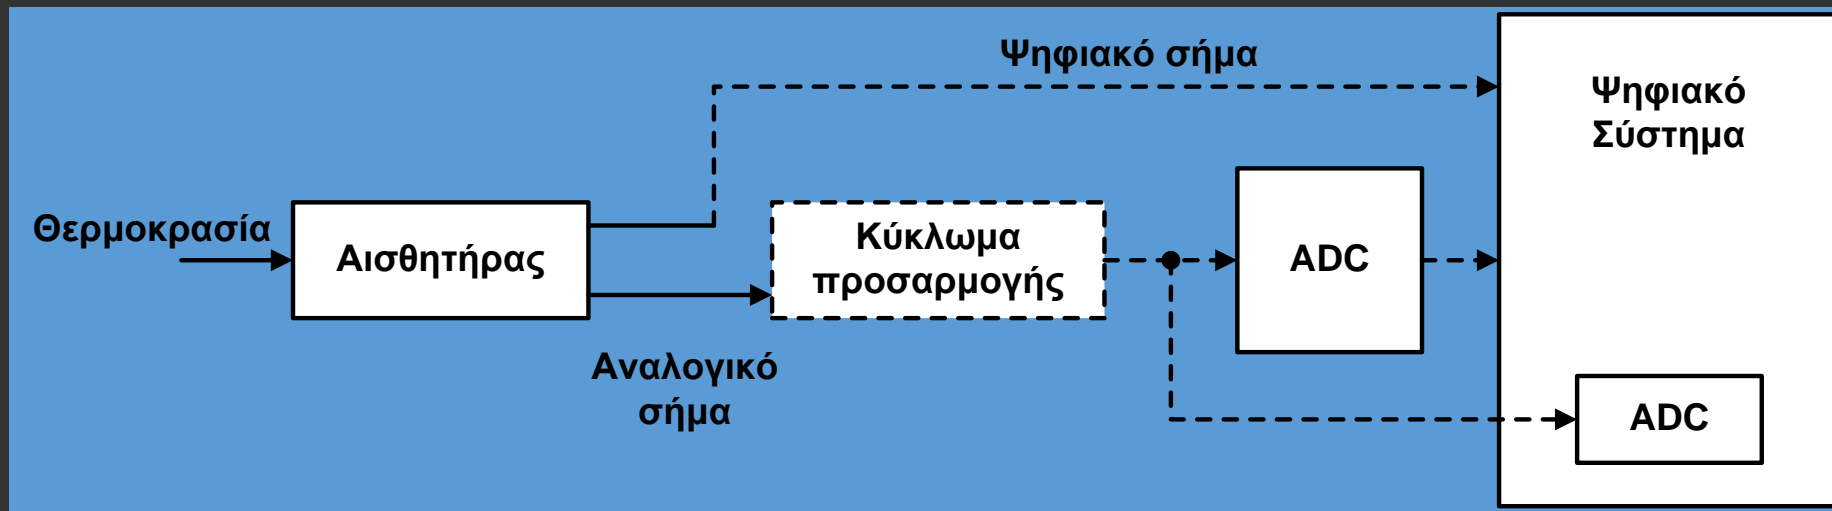 Ψηφιακό σήμα
Ψηφιακό
Σύστημα
Θερμοκρασία
Αισθητήρας
Κύκλωμα
προσαρμογής
ADC
Αναλογικό
σήμα
ADC